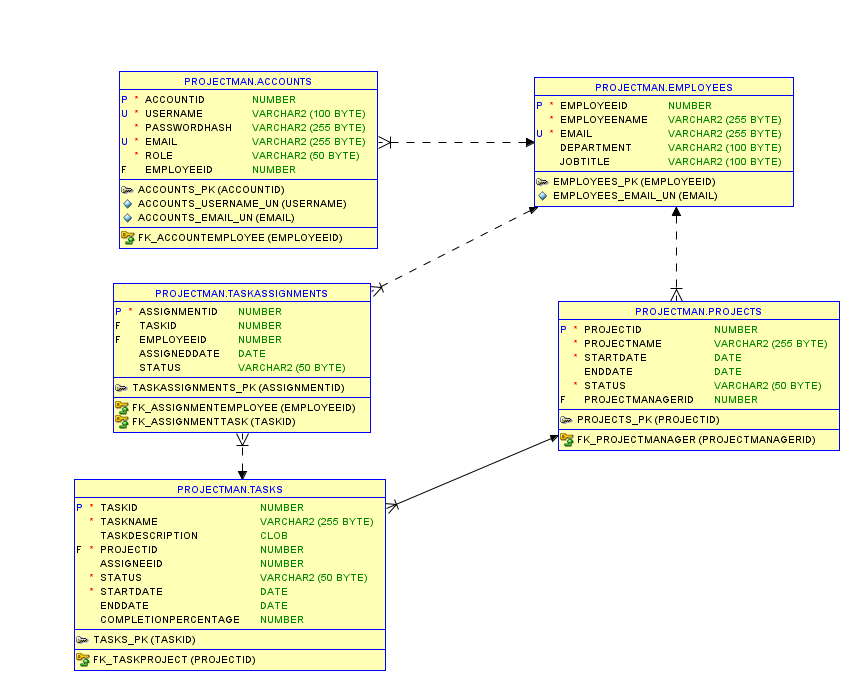 PROJECTMAN.ACCOUNTS
P * ACCOUNTID NUMBER
U * USERNAME VARCHAR2 (100 BYTE)
* PASSWORDHASH VARCHAR2 (255 BYTE)
U * EMAIL VARCHAR2 (255 BYTE)
* ROLE VARCHAR2 (50 BYTE)
F EMPLOYEEID NUMBER
ACCOUNTS_PK (ACCOUNTID)
ACCOUNTS_USERNAME_UN (USERNAME)
ACCOUNTS_EMAIL_UN (EMAIL)
FK_ACCOUNTEMPLOYEE (EMPLOYEEID)
PROJECTMAN.EMPLOYEES
P * EMPLOYEEID NUMBER
* EMPLOYEENAME VARCHAR2 (255 BYTE)
U * EMAIL VARCHAR2 (255 BYTE)
DEPARTMENT VARCHAR2 (100 BYTE)
JOBTITLE VARCHAR2 (100 BYTE)
EMPLOYEES_PK (EMPLOYEEID)
EMPLOYEES_EMAIL_UN (EMAIL)
PROJECTMAN.TASKASSIGNMENTS
P * ASSIGNMENTID NUMBER
F TASKID NUMBER
F EMPLOYEEID NUMBER
ASSIGNEDDATE DATE
STATUS VARCHAR2 (50 BYTE)
TASKASSIGNMENTS_PK (ASSIGNMENTID)
FK_ASSIGNMENTEMPLOYEE (EMPLOYEEID)
FK_ASSIGNMENTTASK (TASKID)
PROJECTMAN.PROJECTS
P * PROJECTID NUMBER
* PROJECTNAME VARCHAR2 (255 BYTE)
* STARTDATE DATE
ENDDATE DATE
* STATUS VARCHAR2 (50 BYTE)
F PROJECTMANAGERID NUMBER
PROJECTS_PK (PROJECTID)
FK_PROJECTMANAGER (PROJECTMANAGERID)
PROJECTMAN.TASKS
P * TASKID NUMBER
* TASKNAME VARCHAR2 (255 BYTE)
TASKDESCRIPTION CLOB
F * PROJECTID NUMBER
ASSIGNEEID NUMBER
* STATUS VARCHAR2 (50 BYTE)
* STARTDATE DATE
ENDDATE DATE
COMPLETIONPERCENTAGE NUMBER
TASKS_PK (TASKID)
FK_TASKPROJECT (PROJECTID)